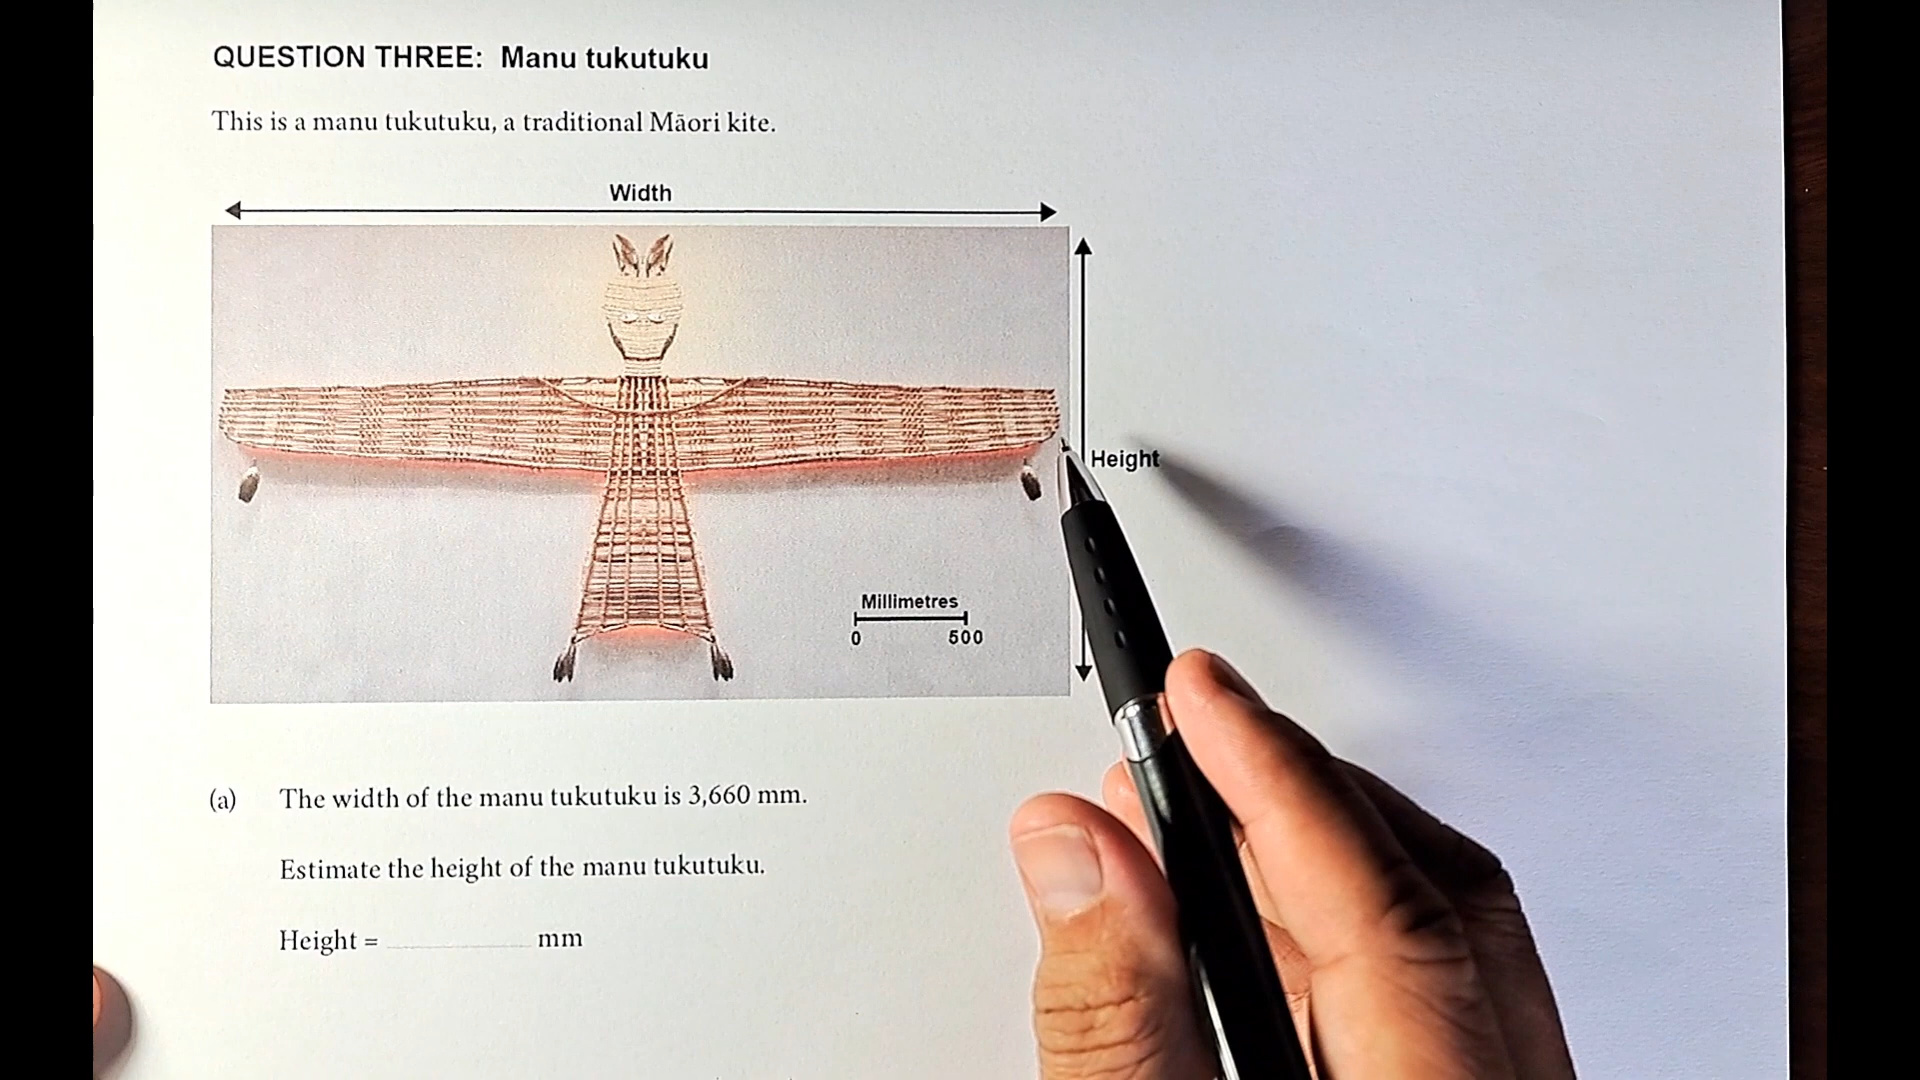 QUESTION THREE: Manu tukutuku
This is a manu tukutuku, a traditional Māori kite.
Width
Height
Millimetres
0 500
(a) The width of the manu tukutuku is 3,660 mm.
Estimate the height of the manu tukutuku.
Height = mm